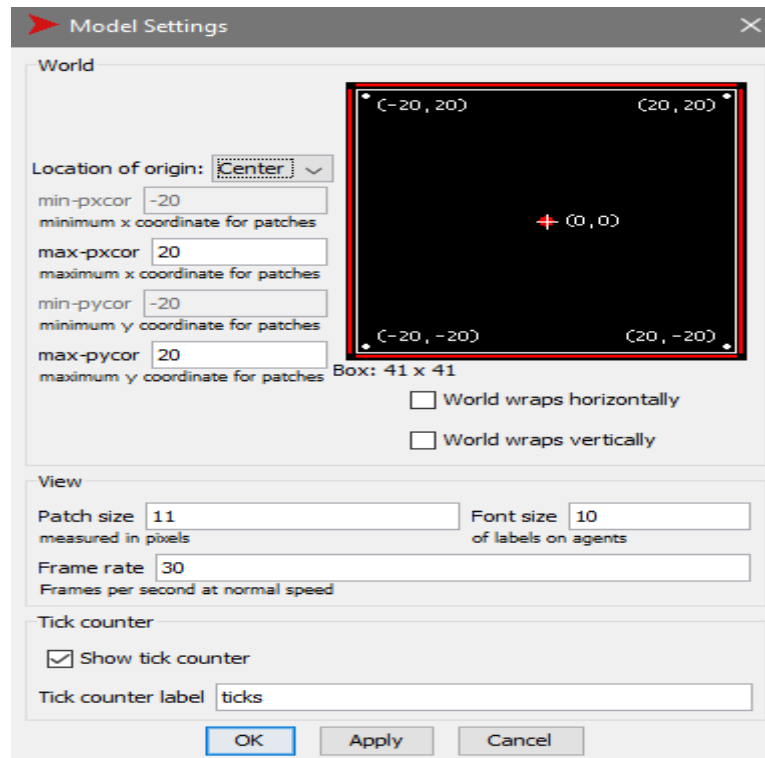 Model Settings
World
(-20,20) (20,20)
Location of origin: Center
min-pxcor -20
minimum x coordinate for patches
(0,0)
max-pxcor 20
maximum x coordinate for patches
min-pycor -20
minimum y coordinate for patches
(-20,-20) (20,-20)
max-pycor 20
maximum y coordinate for patches
Box: 41 x 41
World wraps horizontally
World wraps vertically
View
Patch size 11 Font size 10
measured in pixels of labels on agents
Frame rate 30
Frames per second at normal speed
Tick counter
Show tick counter
Tick counter label ticks
OK Apply Cancel